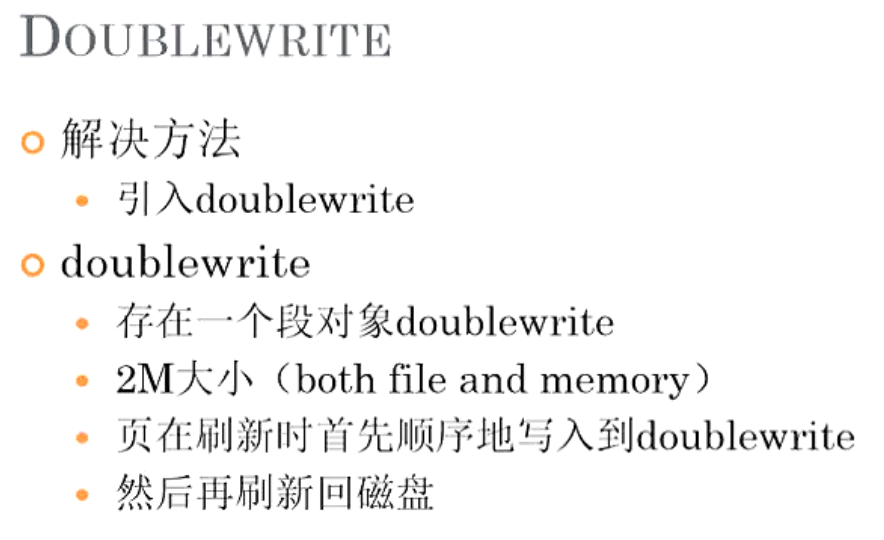 DOUBLEWRITE
解决方法
引入doublewrite
doublewrite
存在一个段对象doublewrite
2M大小（both file and memory）
页在刷新时首先顺序地写入到doublewrite
然后再刷新回磁盘